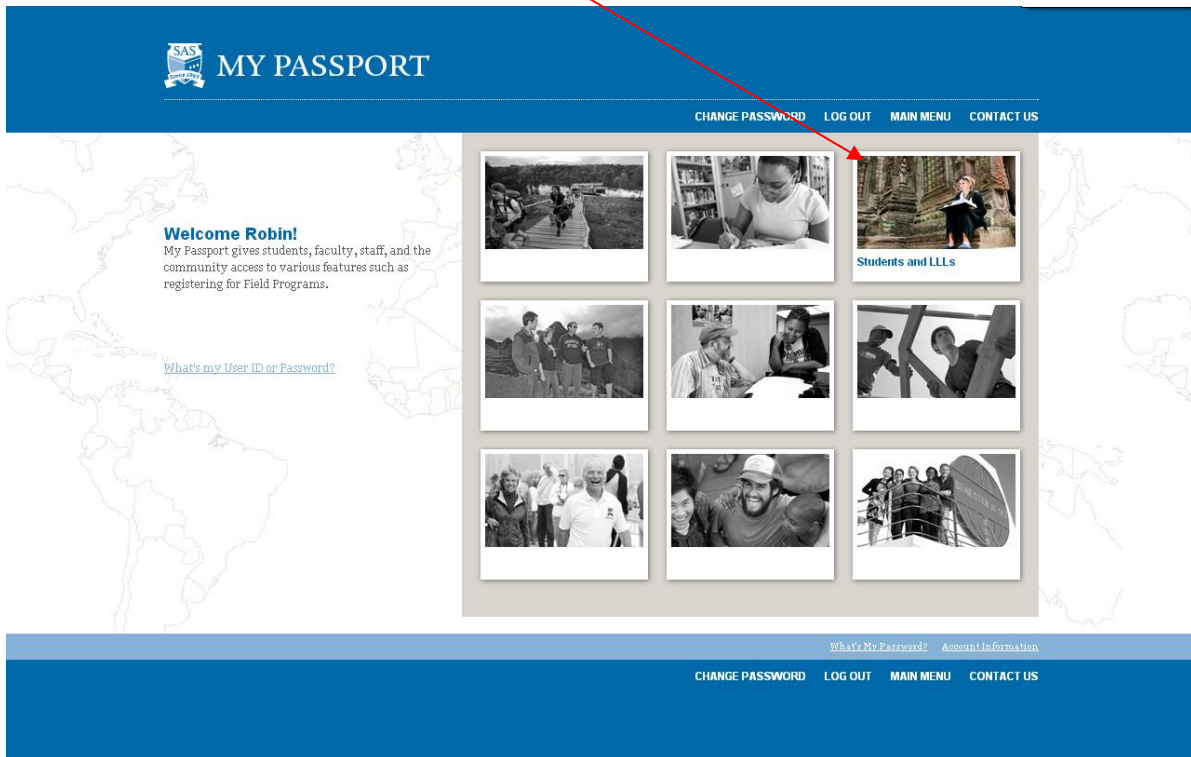 SAS
Since 1963
MY PASSPORT
CHANGE PASSWORD LOG OUT MAIN MENU CONTACT US
Welcome Robin!
My Passport gives students, faculty, staff, and the
community access to various features such as
registering for Field Programs.
What's my User ID or Password?
Students and LLLs
What's My Password? Account Information
CHANGE PASSWORD LOG OUT MAIN MENU CONTACT US